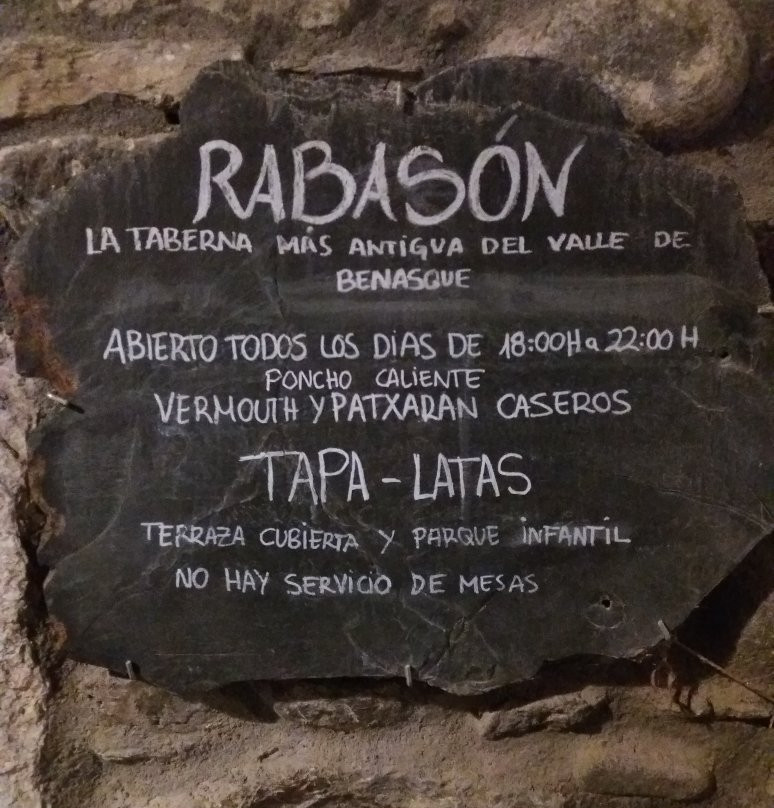 RABASÓN
LA TABERNA MÁS ANTIGUA DEL VALLE DE
BENASQUE
ABIERTO TODOS LOS DIAS DE 18:00H a 22:00 H
PONCHO CALIENTE
VERMOUTH Y PATXARAN CASEROS
TAPA - LATAS
TERRAZA CUBIERTA Y PARQUE INFANTIL
NO HAY SERVICIO DE MESAS